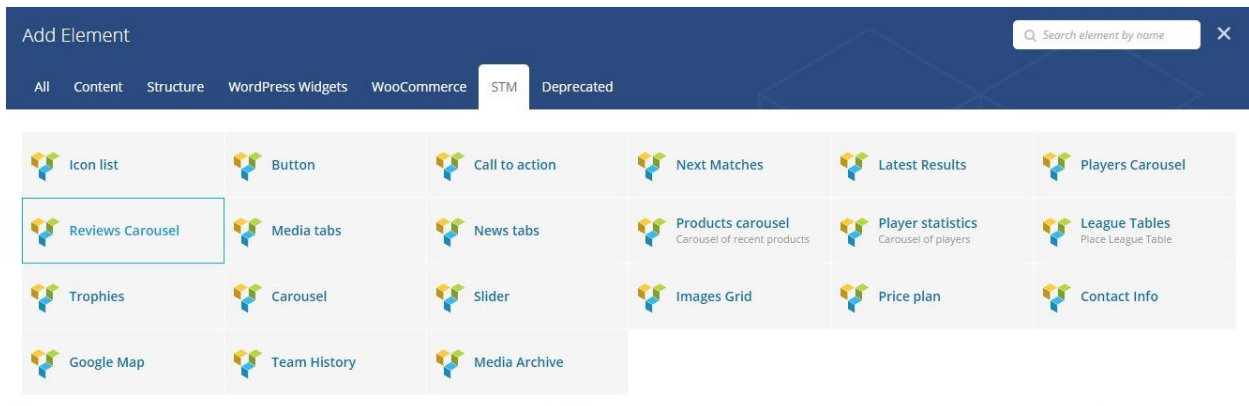 Add Element
Search element by name
All Content Structure WordPress Widgets WooCommerce STM Deprecated
Icon list Button Call to action Next Matches Latest Results Players Carousel
Reviews Carousel Media tabs News tabs Products carousel Player statistics League Tables
Carousel of recent products Carousel of players Place League Table
Trophies Carousel Slider Images Grid Price plan Contact Info
Google Map Team History Media Archive